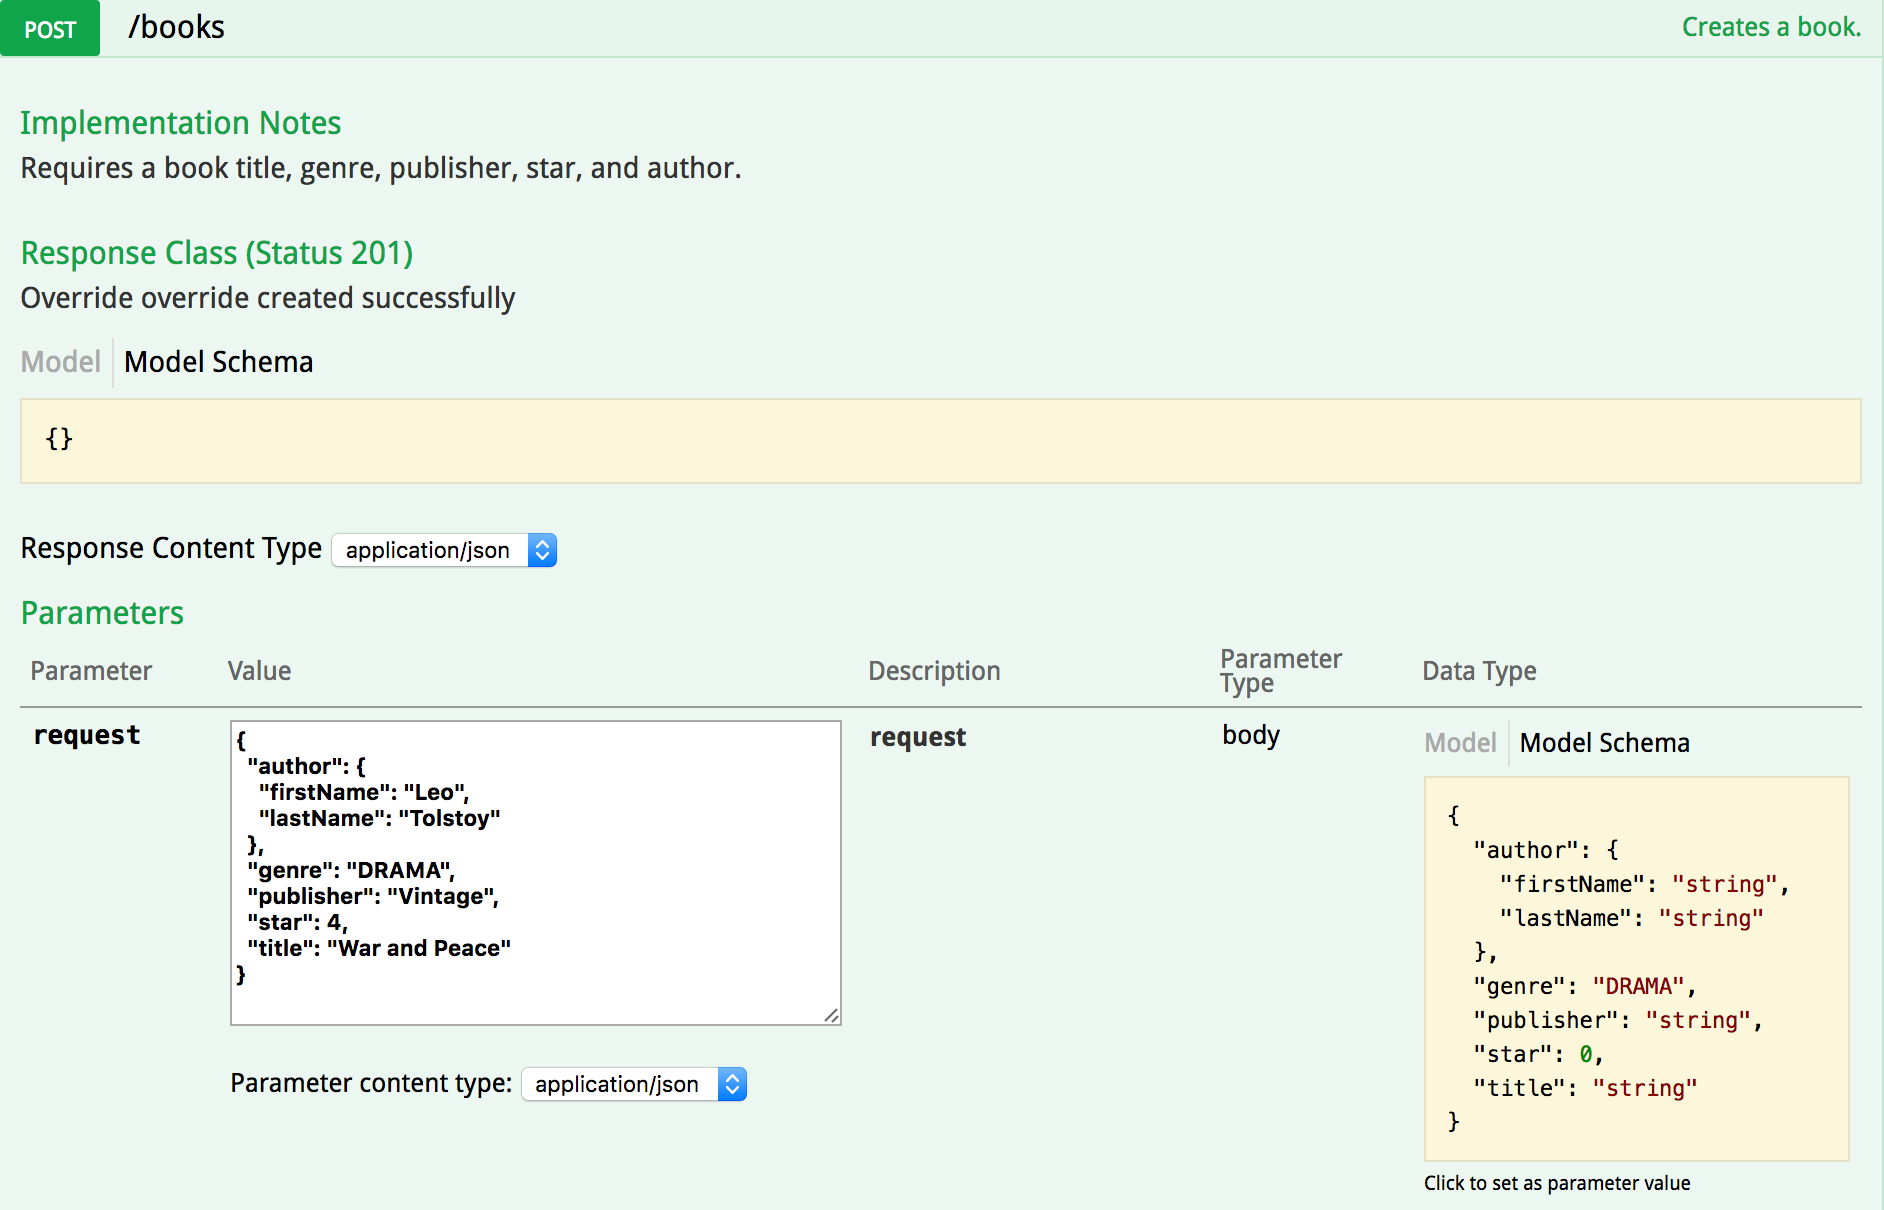 POST /books Creates a book.
Implementation Notes
Requires a book title, genre, publisher, star, and author.
Response Class (Status 201)
Override override created successfully
Model Model Schema
{}
Response Content Type application/json
Parameters
Parameter Value Description Parameter Type Data Type
request
{
"author": {
"firstName": "Leo",
"lastName": "Tolstoy"
},
"genre": "DRAMA",
"publisher": "Vintage",
"star": 4,
"title": "War and Peace"
}
Parameter content type: application/json
request
body
Model Model Schema
{
"author": {
"firstName": "string",
"lastName": "string"
},
"genre": "DRAMA",
"publisher": "string",
"star": 0,
"title": "string"
}
Click to set as parameter value